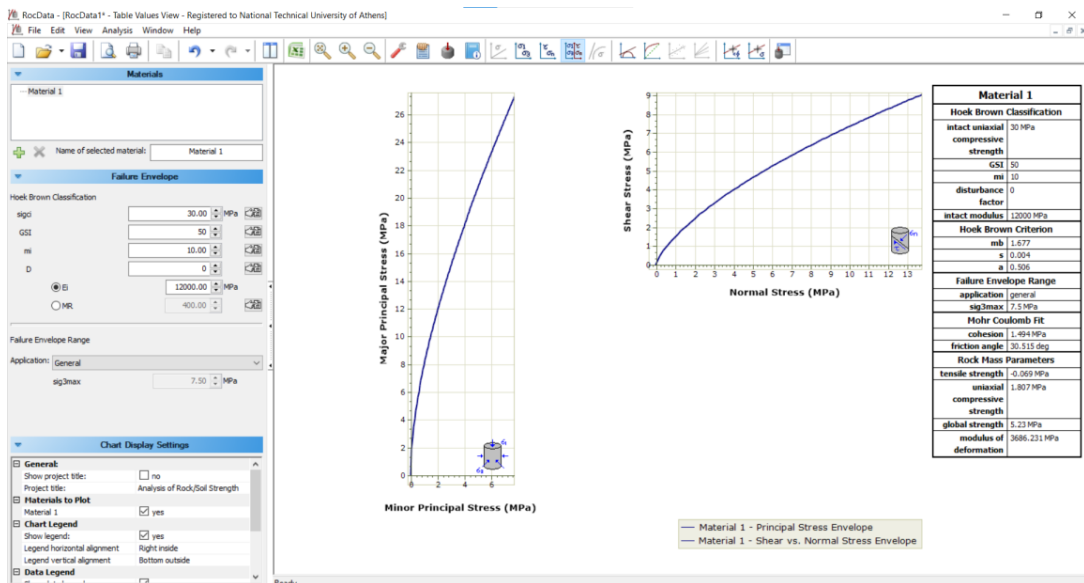 RocData - [RocData1* - Table Values View - Registered to National Technical University of Athens]
File Edit View Analysis Window Help
Materials
Material 1
Name of selected material: Material 1
Failure Envelope
Hoek Brown Classification
sigci 30.00 MPa
GSI 50
mi 10.00
D 0
Ei 12000.00 MPa
MR 400.00
Failure Envelope Range
Application: General
sig3max 7.50 MPa
Chart Display Settings
General:
Show project title: no
Project title: Analysis of Rock/Soil Strength
Materials to Plot
Material 1 yes
Chart Legend
Show legend: yes
Legend horizontal alignment Right inside
Legend vertical alignment Bottom outside
Data Legend
Major Principal Stress (MPa)
26
24
22
20
18
16
14
12
10
8
6
4
2
0
0 2 4 6
Minor Principal Stress (MPa)
Shear Stress (MPa)
9
8
7
6
5
4
3
2
1
0
0 1 2 3 4 5 6 7 8 9 10 11 12 13
Normal Stress (MPa)
Material 1 - Principal Stress Envelope
Material 1 - Shear vs. Normal Stress Envelope
Material 1
Hoek Brown Classification
intact uniaxial 30 MPa
compressive
strength
GSI 50
mi 10
disturbance 0
factor
intact modulus 12000 MPa
Hoek Brown Criterion
mb 1.677
s 0.004
a 0.506
Failure Envelope Range
application general
sig3max 7.5 MPa
Mohr Coulomb Fit
cohesion 1.494 MPa
friction angle 30.515 deg
Rock Mass Parameters
tensile strength -0.069 MPa
uniaxial 1.807 MPa
compressive
strength
global strength 5.23 MPa
modulus of 3686.231 MPa
deformation